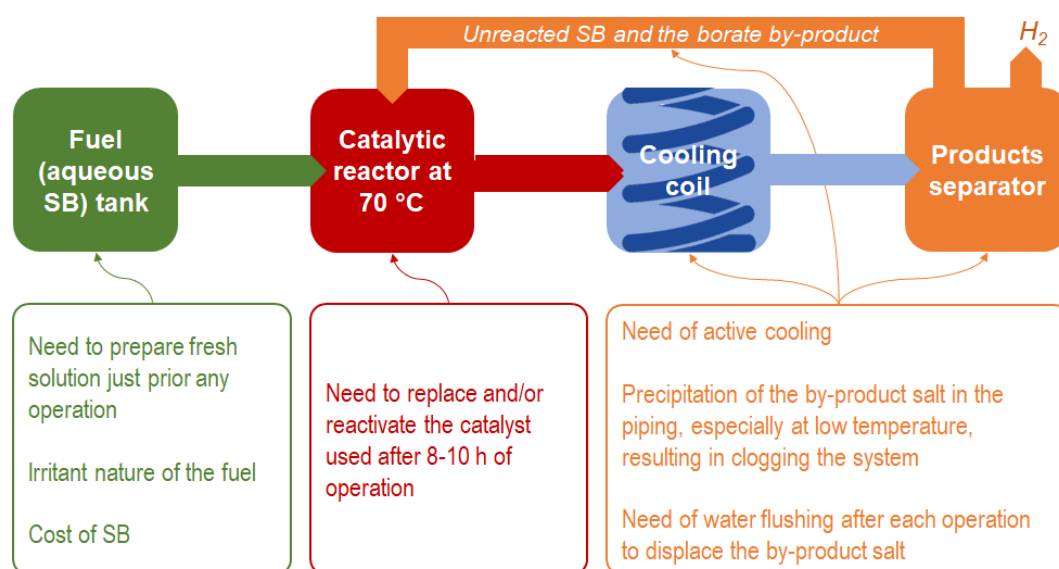 Unreacted SB and the borate by-product
H2
Fuel
(aqueous
SB) tank
Catalytic
reactor at
70 °C
Cooling
coil
Products
separator
Need to prepare fresh
solution just prior any
operation
Irritant nature of the fuel
Cost of SB
Need to replace and/or
reactivate the catalyst
used after 8-10 h of
operation
Need of active cooling
Precipitation of the by-product salt in the
piping, especially at low temperature,
resulting in clogging the system
Need of water flushing after each operation
to displace the by-product salt